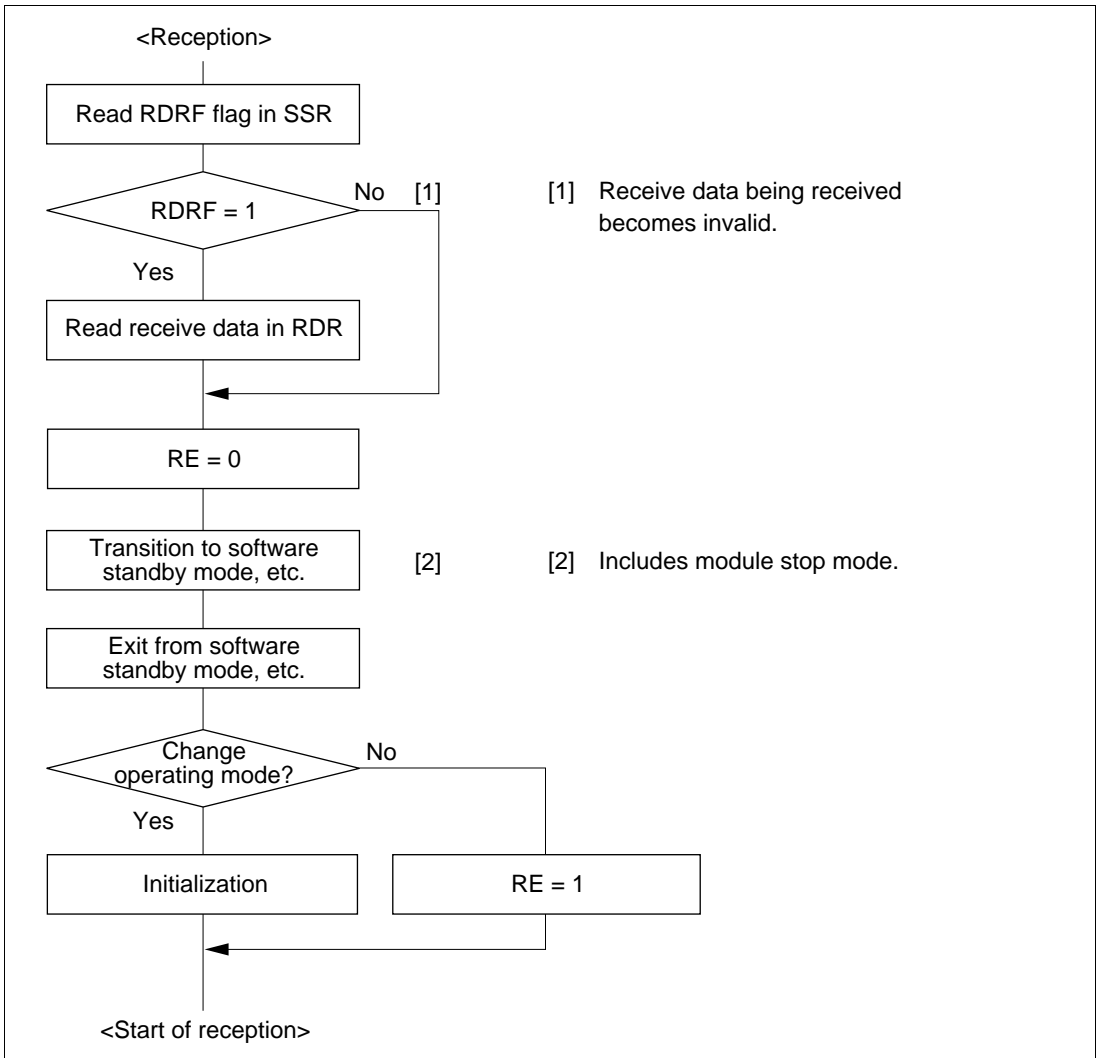 <Reception>
Read RDRF flag in SSR
RDRF = 1
No [1]
[1] Receive data being received
becomes invalid.
Yes
Read receive data in RDR
RE = 0
Transition to software
standby mode, etc.
[2]
[2] Includes module stop mode.
Exit from software
standby mode, etc.
Change
operating mode?
No
Yes
Initialization
RE = 1
<Start of reception>